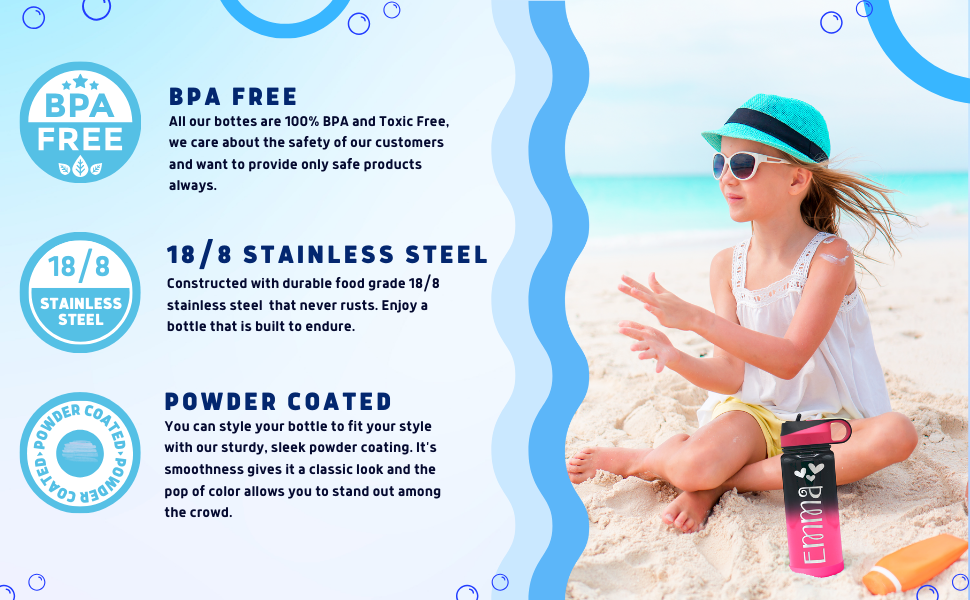 BPA
FREE
BPA FREE
All our bottes are 100% BPA and Toxic Free,
we care about the safety of our customers
and want to provide only safe products
always.
18/8
STAINLESS
STEEL
18/8 STAINLESS STEEL
Constructed with durable food grade 18/8
stainless steel that never rusts. Enjoy a
bottle that is built to endure.
POWDER COATED • POWDER COATED •
POWDER COATED
You can style your bottle to fit your style
with our sturdy, sleek powder coating. It's
smoothness gives it a classic look and the
pop of color allows you to stand out among
the crowd.
Emma